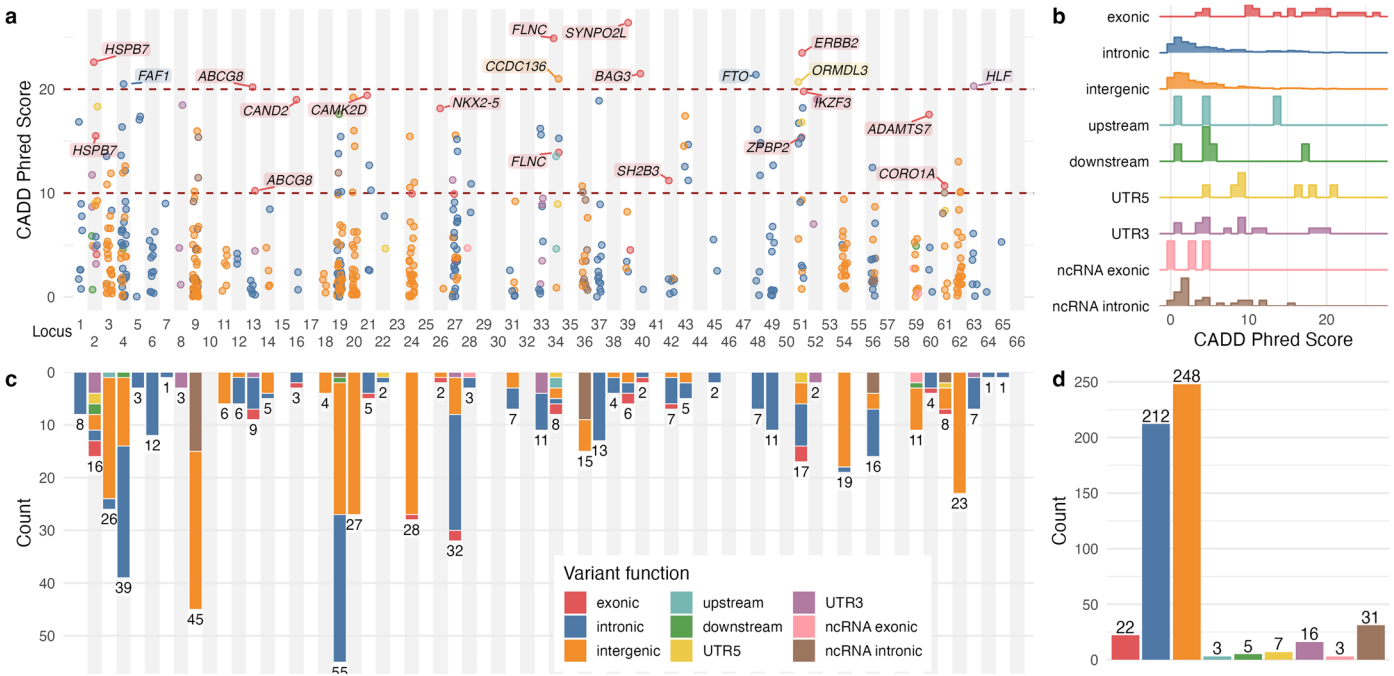 a
CADD Phred Score
20
10
0
HSPB7
FAF1
ABCG8
CAND2
CAMK2D
NKX2-5
FLNC
SYNPO2L
CCDC136
BAG3
FTO
ERBB2
ORMDL3
IKZF3
HLF
HSPB7
ABCG8
FLNC
SH2B3
ZPBP2
ADAMTS7
CORO1A
Locus
1 3 5 7 9 11 13 15 17 19 21 23 25 27 29 31 33 35 37 39 41 43 45 47 49 51 53 55 57 59 61 63 65
2 4 6 8 10 12 14 16 18 20 22 24 26 28 30 32 34 36 38 40 42 44 46 48 50 52 54 56 58 60 62 64 66
b
exonic
intronic
intergenic
upstream
downstream
UTR5
UTR3
ncRNA exonic
ncRNA intronic
0 10 20
CADD Phred Score
c
Count
0
10
20
30
40
50
8 16 26 39 3 12 1 3 45 6 6 9 5 3 4 55 27 5 2 28 2 32 3 7 11 8 15 13 4 6 2 7 5 2 7 11 17 2 19 16 11 4 8 23 7 1 1
Variant function
exonic
intronic
intergenic
upstream
downstream
UTR5
UTR3
ncRNA exonic
ncRNA intronic
d
Count
250
200
150
100
50
0
22 212 248 3 5 7 16 3 31